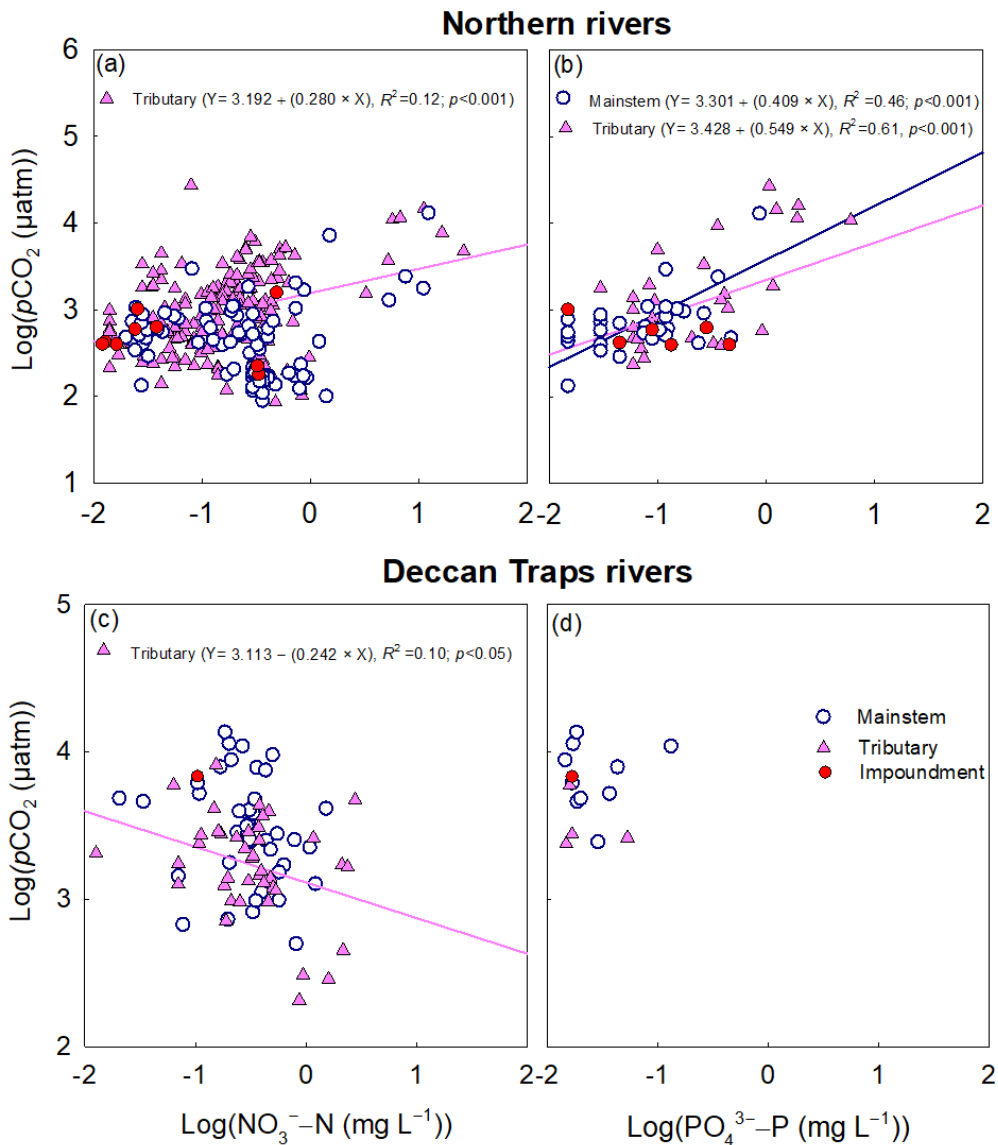 Northern rivers
(a)
Tributary (Y= 3.192 + (0.280 × X), R² =0.12; p<0.001)
(b)
Mainstem (Y = 3.301 + (0.409 × X), R² =0.46; p<0.001)
Tributary (Y= 3.428 + (0.549 × X), R² =0.61, p<0.001)
Log(pCO₂ (µatm))
6
5
4
3
2
1
-2 -1 0 1 2
-2 -1 0 1 2
Deccan Traps rivers
(c)
Tributary (Y= 3.113 − (0.242 × X), R² =0.10; p<0.05)
(d)
Mainstem
Tributary
Impoundment
Log(pCO₂ (µatm))
5
4
3
2
-2 -1 0 1 2
-2 -1 0 1 2
Log(NO₃⁻–N (mg L⁻¹))
Log(PO₄³⁻–P (mg L⁻¹))